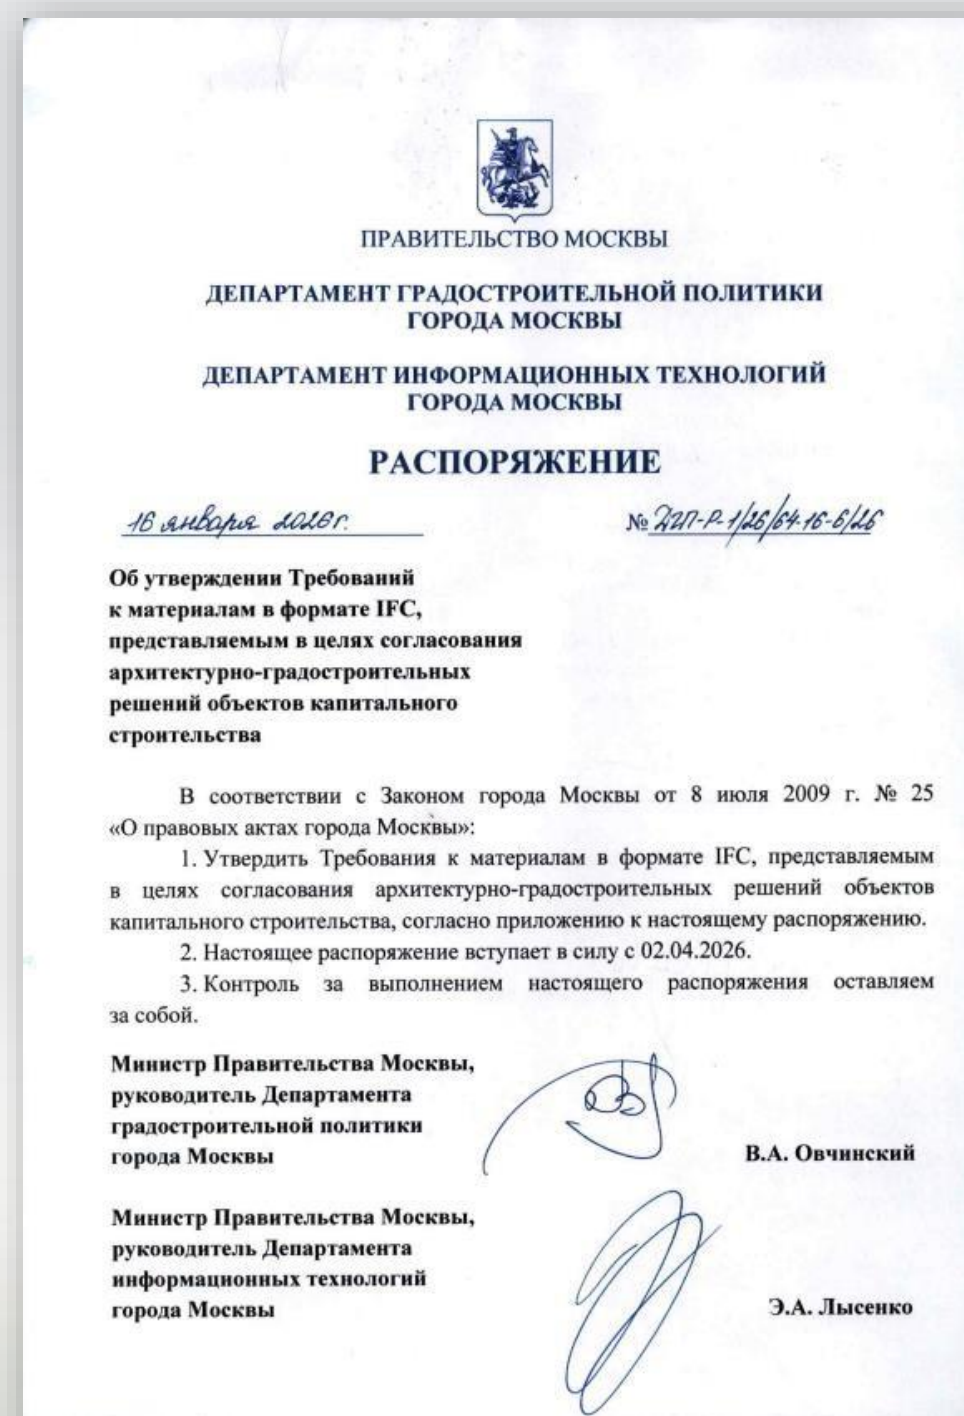 ПРАВИТЕЛЬСТВО МОСКВЫ
ДЕПАРТАМЕНТ ГРАДОСТРОИТЕЛЬНОЙ ПОЛИТИКИ
ГОРОДА МОСКВЫ
ДЕПАРТАМЕНТ ИНФОРМАЦИОННЫХ ТЕХНОЛОГИЙ
ГОРОДА МОСКВЫ
РАСПОРЯЖЕНИЕ
16 января 2026г. № ДГП-Р-1/26/64-16-6/26
Об утверждении Требований
к материалам в формате IFC,
представляемым в целях согласования
архитектурно-градостроительных
решений объектов капитального
строительства
В соответствии с Законом города Москвы от 8 июля 2009 г. № 25
«О правовых актах города Москвы»:
1. Утвердить Требования к материалам в формате IFC, представляемым
в целях согласования архитектурно-градостроительных решений объектов
капитального строительства, согласно приложению к настоящему распоряжению.
2. Настоящее распоряжение вступает в силу с 02.04.2026.
3. Контроль за выполнением настоящего распоряжения оставляем
за собой.
Министр Правительства Москвы,
руководитель Департамента
градостроительной политики
города Москвы В.А. Овчинский
Министр Правительства Москвы,
руководитель Департамента
информационных технологий
города Москвы Э.А. Лысенко